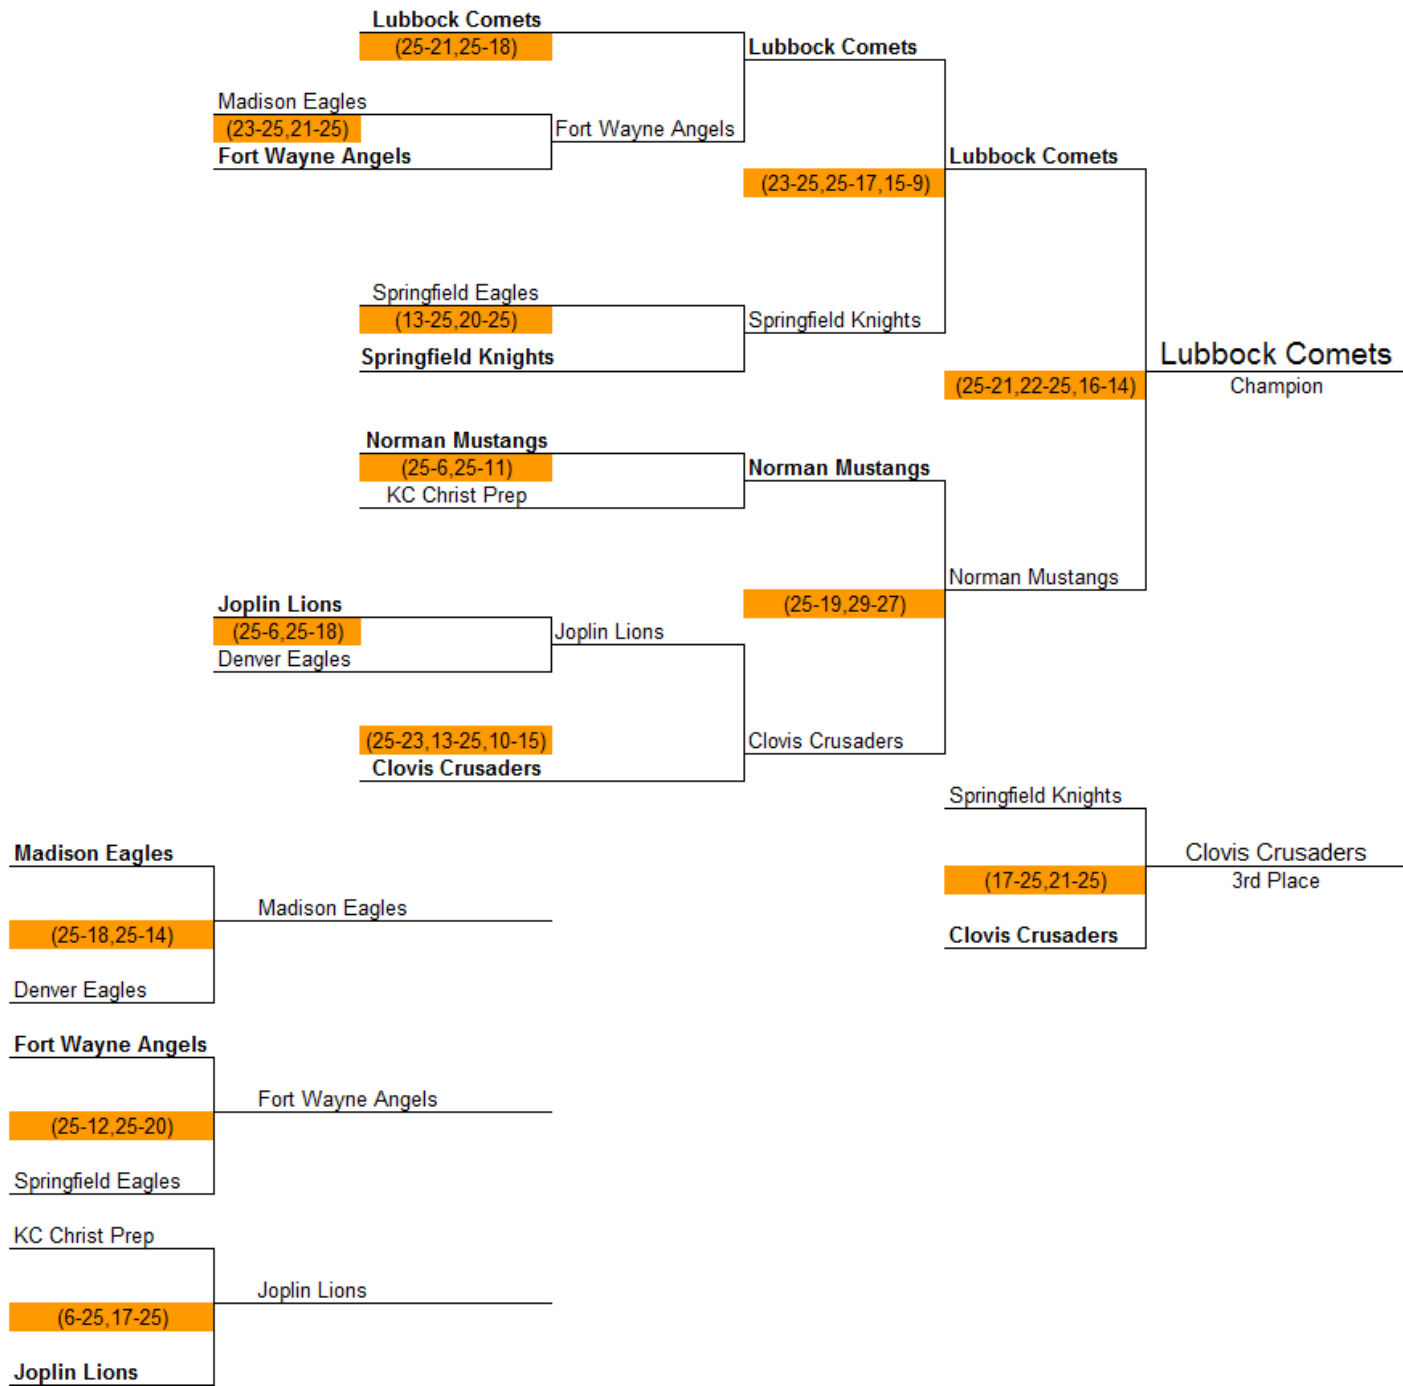 Lubbock Comets
(25-21,25-18)
Lubbock Comets
Madison Eagles
(23-25,21-25)
Fort Wayne Angels
Fort Wayne Angels
Lubbock Comets
(23-25,25-17,15-9)
Springfield Eagles
(13-25,20-25)
Springfield Knights
Springfield Knights
Lubbock Comets
Champion
(25-21,22-25,16-14)
Norman Mustangs
(25-6,25-11)
KC Christ Prep
Norman Mustangs
Norman Mustangs
(25-19,29-27)
Joplin Lions
(25-6,25-18)
Denver Eagles
Joplin Lions
(25-23,13-25,10-15)
Clovis Crusaders
Clovis Crusaders
Springfield Knights
(17-25,21-25)
Clovis Crusaders
Clovis Crusaders
3rd Place
Madison Eagles
(25-18,25-14)
Denver Eagles
Madison Eagles
Fort Wayne Angels
(25-12,25-20)
Springfield Eagles
Fort Wayne Angels
KC Christ Prep
(6-25,17-25)
Joplin Lions
Joplin Lions